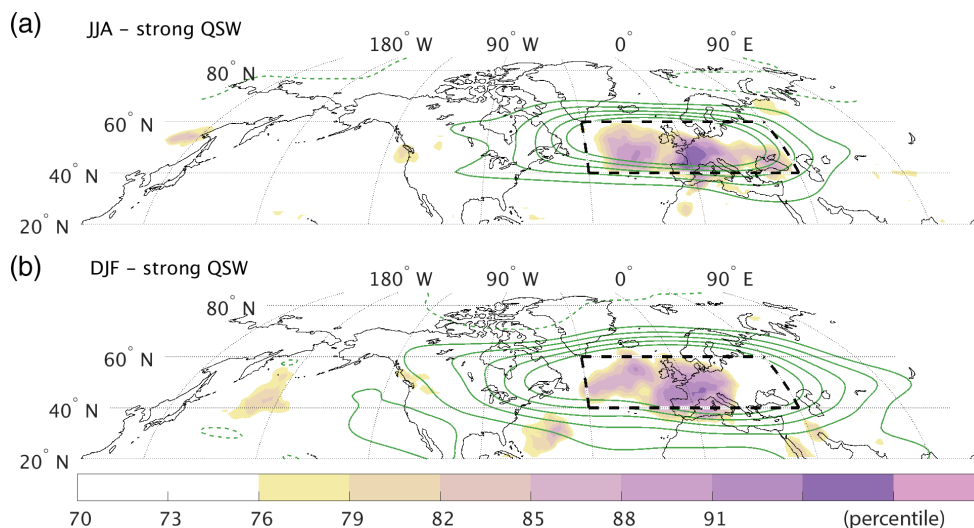 (a) JJA – strong QSW
180° W 90° W 0° 90° E
80° N
60° N
40° N
20° N
(b) DJF – strong QSW
180° W 90° W 0° 90° E
80° N
60° N
40° N
20° N
70 73 76 79 82 85 88 91 (percentile)